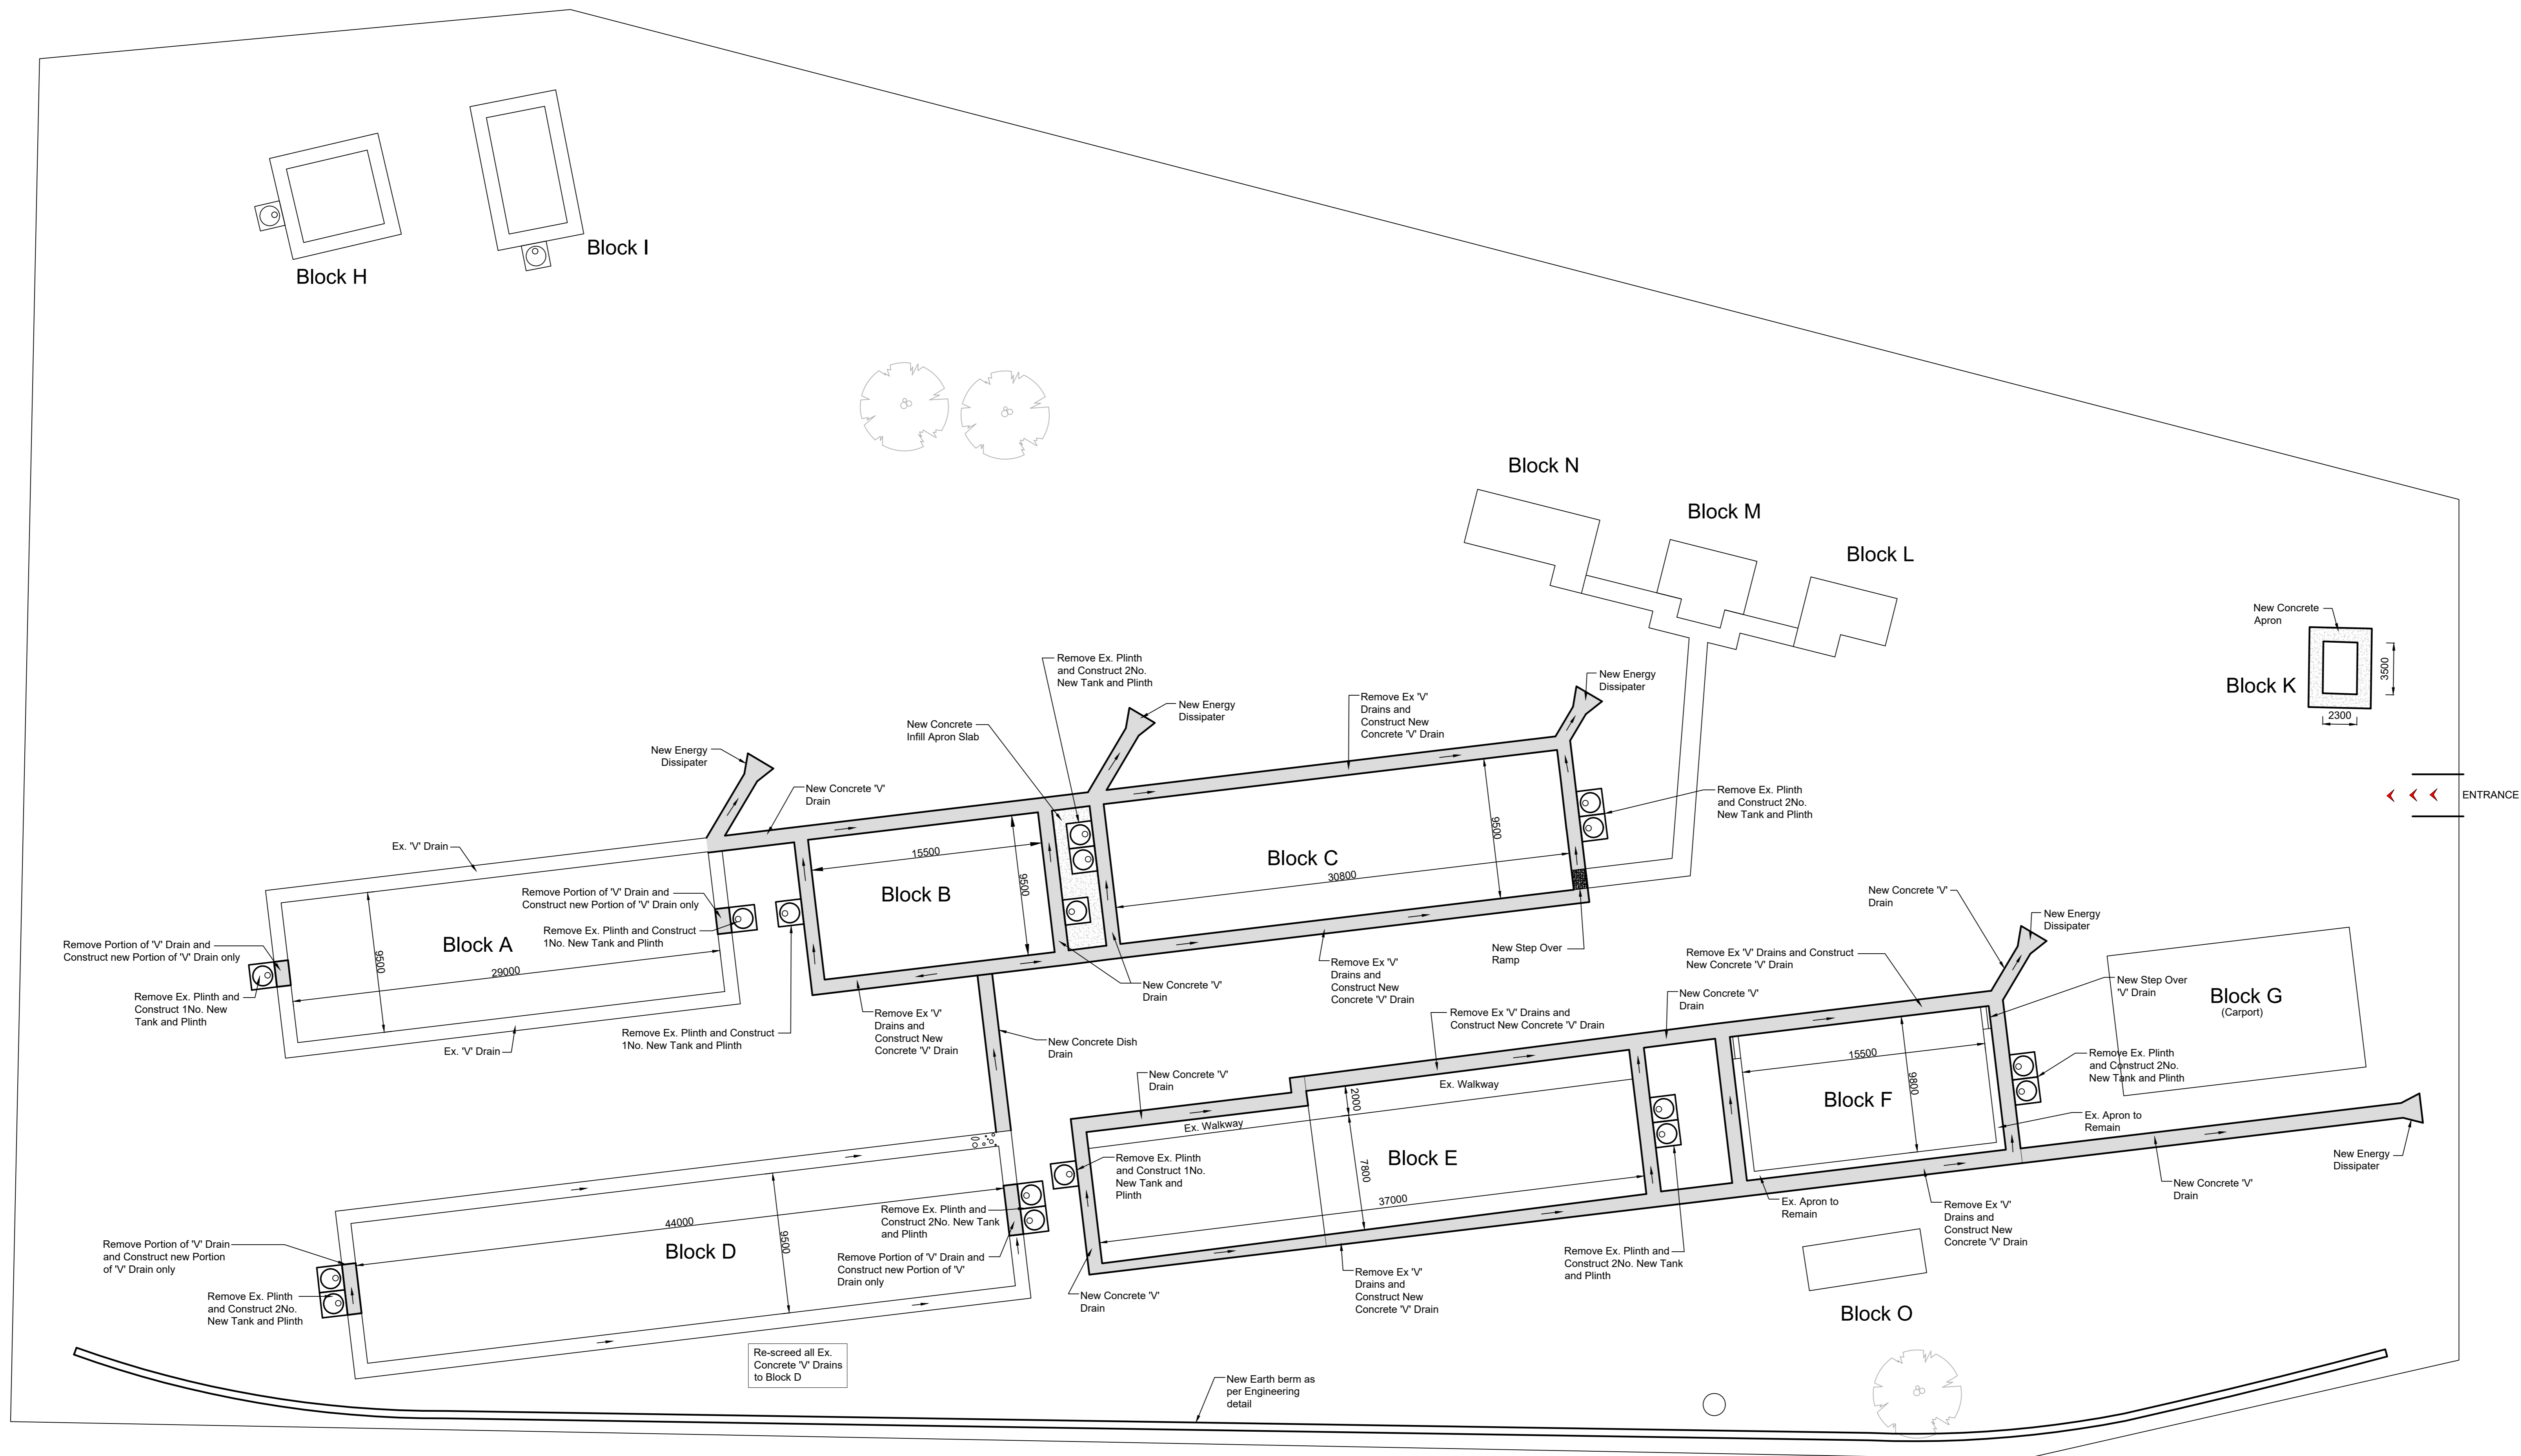 Block H
Block I
Block N
Block M
Block L
New Concrete
Apron
Block K
3500
2300
ENTRANCE
Remove Ex. Plinth
and Construct 2No.
New Tank and Plinth
New Energy
Dissipater
New Energy
Dissipater
Remove Ex 'V'
Drains and
Construct New
Concrete 'V' Drain
New Concrete
Infill Apron Slab
New Energy
Dissipater
New Concrete 'V'
Drain
Remove Ex. Plinth
and Construct 2No.
New Tank and Plinth
Ex. 'V' Drain
15500
9500
Block B
Block C
30800
9500
Remove Portion of 'V' Drain and
Construct new Portion of 'V' Drain only
Remove Ex. Plinth and Construct
1No. New Tank and Plinth
Block A
9500
29000
Remove Portion of 'V' Drain and
Construct new Portion of 'V' Drain only
Remove Ex. Plinth and
Construct 1No. New
Tank and Plinth
Ex. 'V' Drain
Remove Ex. Plinth and Construct
1No. New Tank and Plinth
Remove Ex 'V'
Drains and
Construct New
Concrete 'V' Drain
New Concrete 'V'
Drain
New Concrete Dish
Drain
Remove Ex 'V'
Drains and
Construct New
Concrete 'V' Drain
New Step Over
Ramp
New Concrete 'V'
Drain
New Energy
Dissipater
Remove Ex 'V' Drains and Construct
New Concrete 'V' Drain
New Step Over
'V' Drain
Block G
(Carport)
New Concrete 'V'
Drain
Remove Ex 'V' Drains and
Construct New Concrete 'V' Drain
New Concrete 'V'
Drain
Ex. Walkway
Ex. Walkway
2000
7800
Block E
37000
15500
9800
Block F
Remove Ex. Plinth
and Construct 2No.
New Tank and Plinth
Ex. Apron to
Remain
New Energy
Dissipater
New Concrete 'V'
Drain
Ex. Apron to
Remain
Remove Ex 'V'
Drains and
Construct New
Concrete 'V' Drain
Remove Ex. Plinth
and Construct 1No.
New Tank and
Plinth
Remove Ex. Plinth and
Construct 2No. New Tank
and Plinth
Remove Portion of 'V' Drain and
Construct new Portion of 'V'
Drain only
44000
9500
Block D
Remove Portion of 'V' Drain
and Construct new Portion
of 'V' Drain only
Remove Ex. Plinth
and Construct 2No.
New Tank and Plinth
New Concrete 'V'
Drain
Remove Ex 'V'
Drains and
Construct New
Concrete 'V' Drain
Remove Ex. Plinth and
Construct 2No. New Tank
and Plinth
Block O
Re-screed all Ex.
Concrete 'V' Drains
to Block D
New Earth berm as
per Engineering
detail